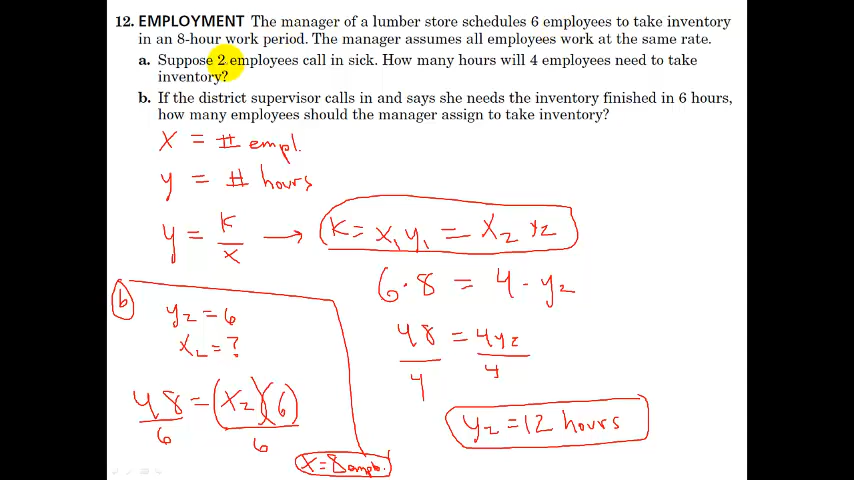 12. EMPLOYMENT The manager of a lumber store schedules 6 employees to take inventory
in an 8-hour work period. The manager assumes all employees work at the same rate.
a. Suppose 2 employees call in sick. How many hours will 4 employees need to take
inventory?
b. If the district supervisor calls in and says she needs the inventory finished in 6 hours,
how many employees should the manager assign to take inventory?
x = # empl.
y = # hours
y = K/x → K = x₁y₁ = x₂y₂
6·8 = 4·y₂
48/4 = 4y₂/4
y₂ = 12 hours
b
y₂ = 6
x₂ = ?
48/6 = (x₂)(6)/6
x = 8 emp.